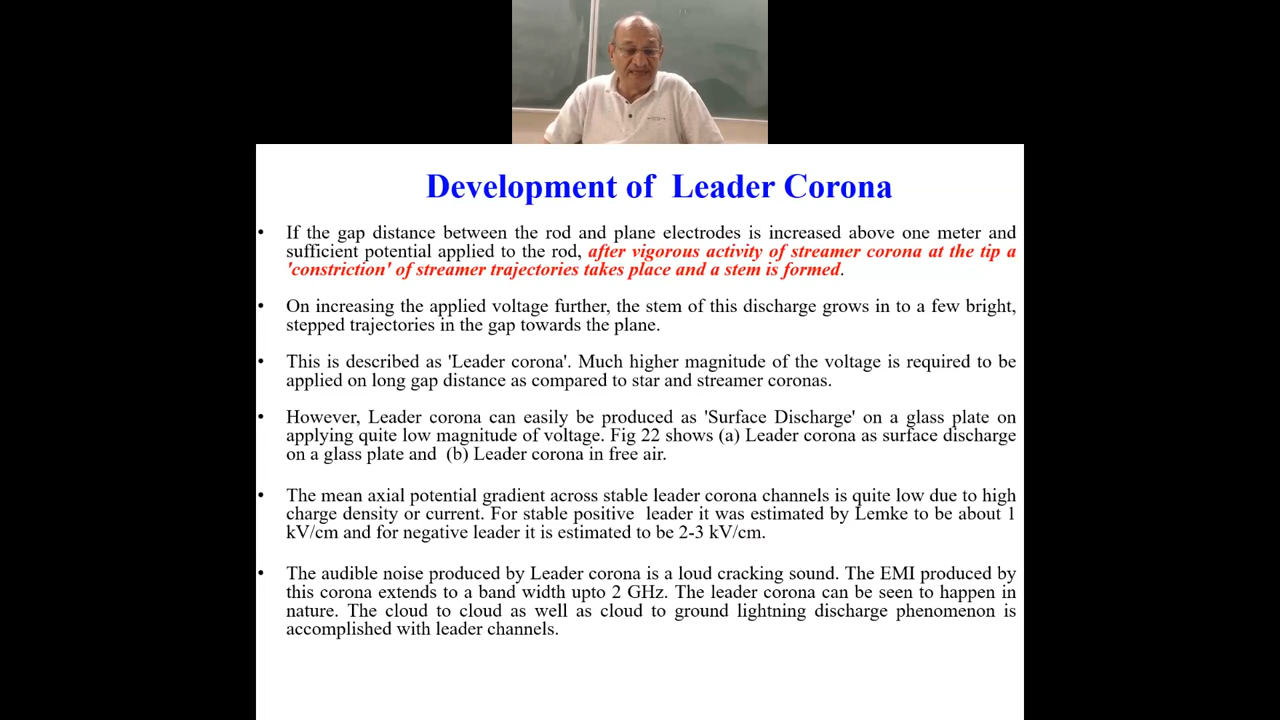 Development of Leader Corona
• If the gap distance between the rod and plane electrodes is increased above one meter and
sufficient potential applied to the rod, after vigorous activity of streamer corona at the tip a
'constriction' of streamer trajectories takes place and a stem is formed.
• On increasing the applied voltage further, the stem of this discharge grows in to a few bright,
stepped trajectories in the gap towards the plane.
• This is described as 'Leader corona'. Much higher magnitude of the voltage is required to be
applied on long gap distance as compared to star and streamer coronas.
• However, Leader corona can easily be produced as 'Surface Discharge' on a glass plate on
applying quite low magnitude of voltage. Fig 22 shows (a) Leader corona as surface discharge
on a glass plate and (b) Leader corona in free air.
• The mean axial potential gradient across stable leader corona channels is quite low due to high
charge density or current. For stable positive leader it was estimated by Lemke to be about 1
kV/cm and for negative leader it is estimated to be 2-3 kV/cm.
• The audible noise produced by Leader corona is a loud cracking sound. The EMI produced by
this corona extends to a band width upto 2 GHz. The leader corona can be seen to happen in
nature. The cloud to cloud as well as cloud to ground lightning discharge phenomenon is
accomplished with leader channels.